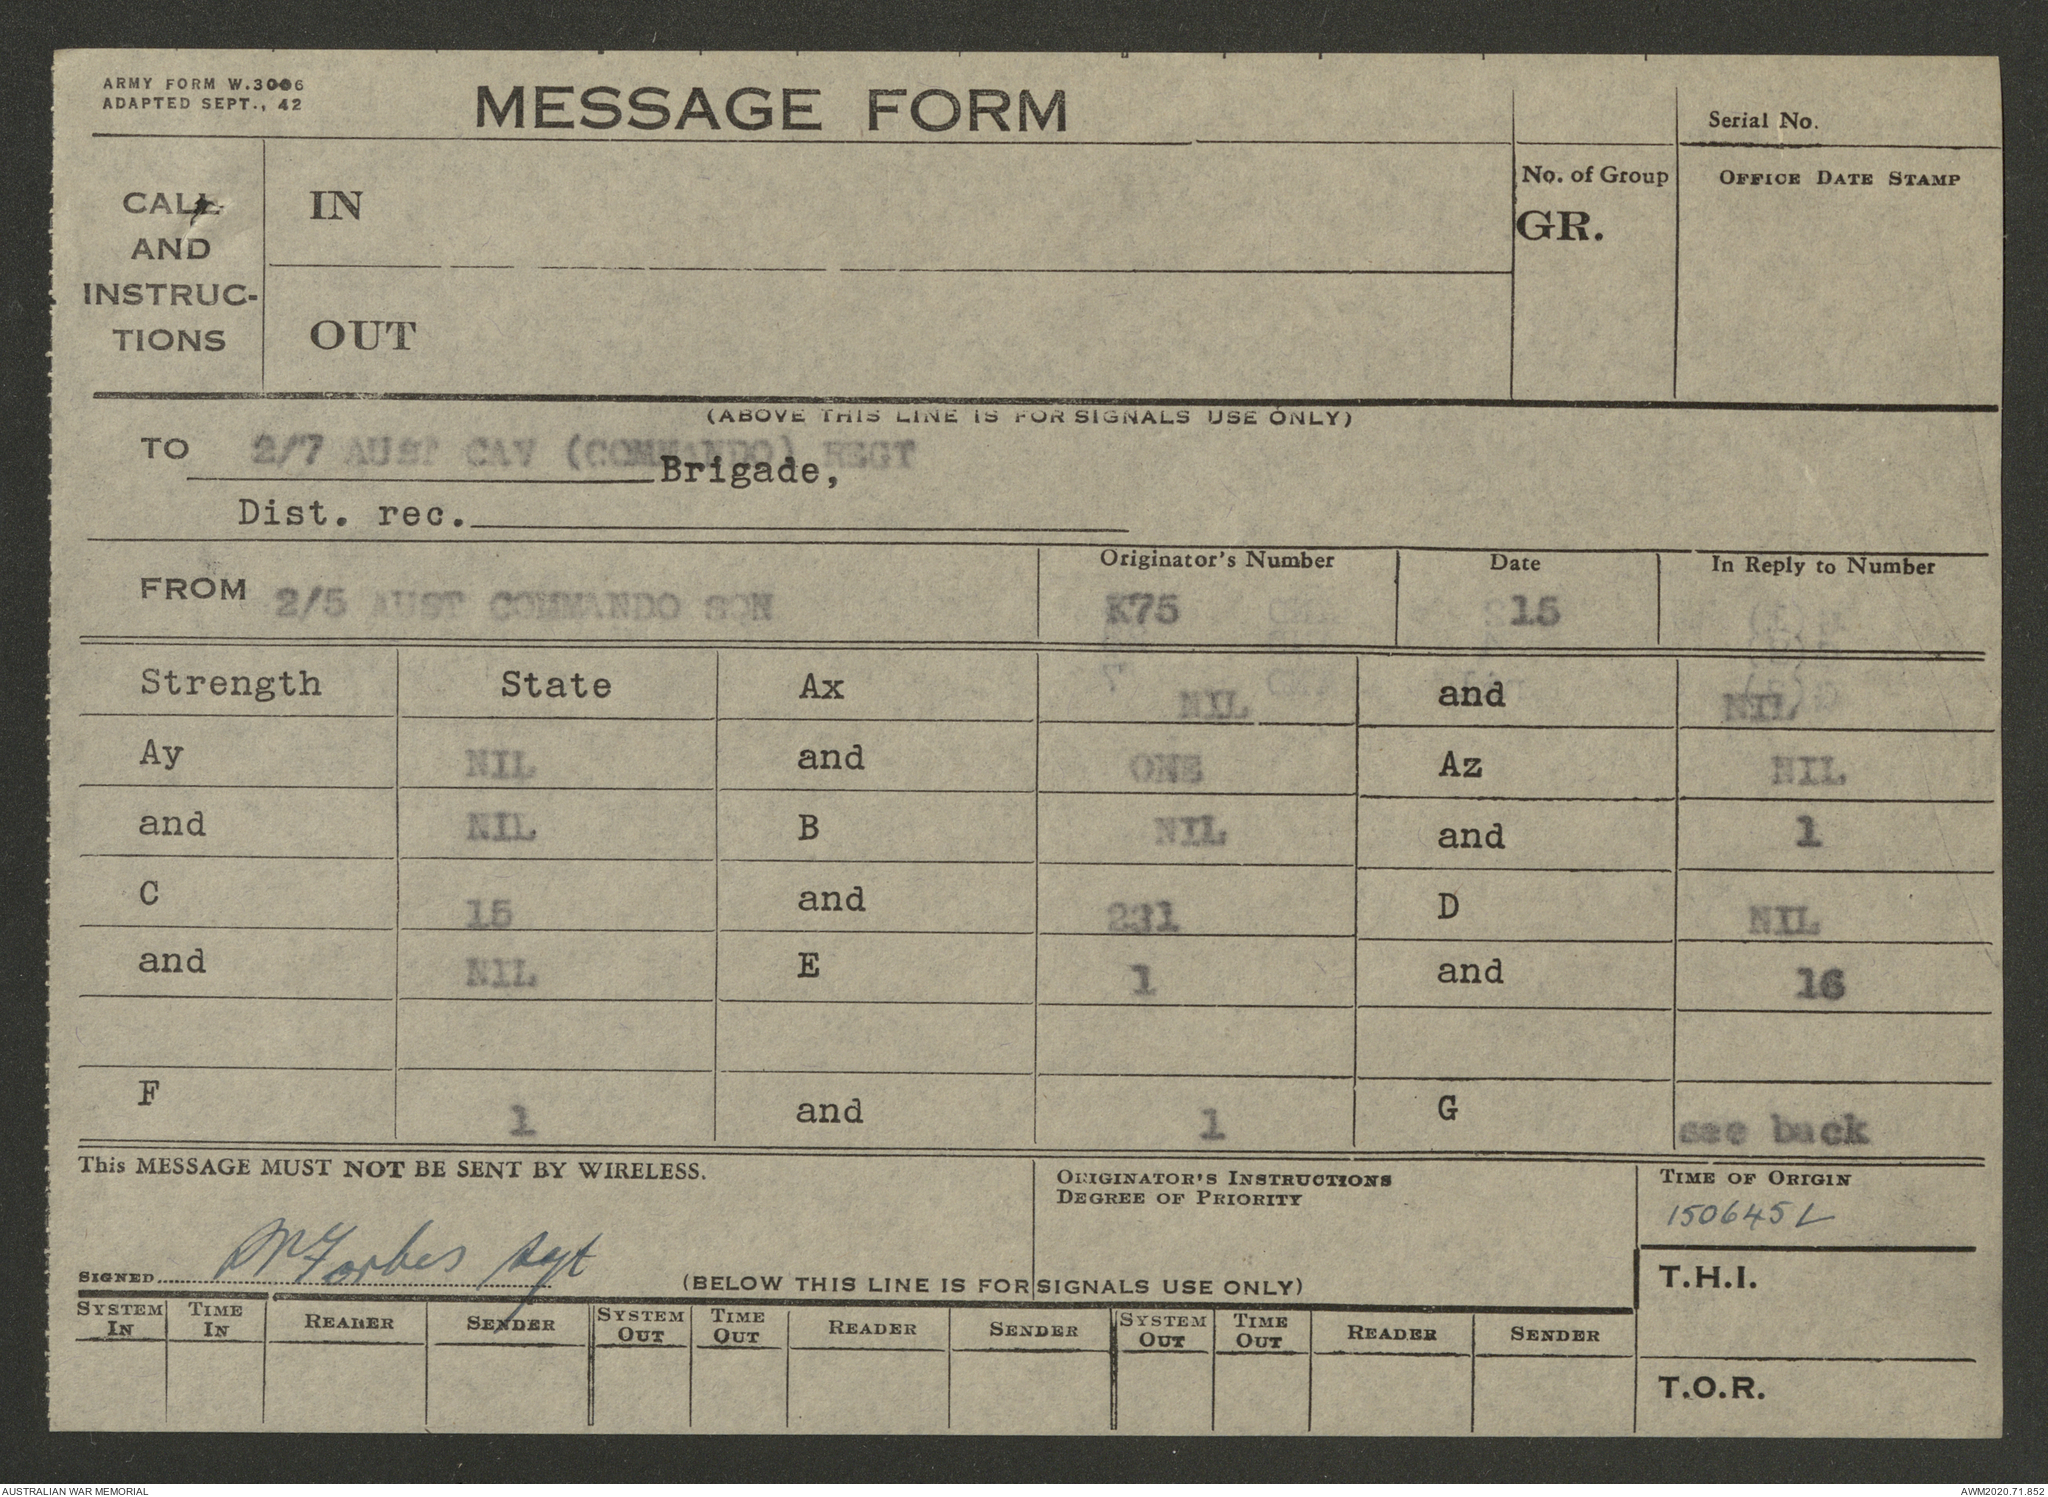 ARMY FORM W.3006
ADAPTED SEPT., 42
MESSAGE FORM
Serial No.
CALL
AND
INSTRUC-
TIONS
IN
OUT
No. of Group
GR.
OFFICE DATE STAMP
(ABOVE THIS LINE IS FOR SIGNALS USE ONLY)
TO 2/7 AUST CAV (COMMANDO) REGT
Brigade,
Dist. rec.
FROM 2/5 AUST COMMANDO SQN
Originator's Number
K75
Date
15
In Reply to Number
Strength State Ax NIL and NIL
Ay NIL and ONE Az NIL
and NIL B NIL and 1
C 15 and 231 D NIL
and NIL E 1 and 16
F 1 and 1 G see back
This MESSAGE MUST NOT BE SENT BY WIRELESS.
ORIGINATOR'S INSTRUCTIONS
DEGREE OF PRIORITY
TIME OF ORIGIN
150645L
SIGNED Forbes Sgt
(BELOW THIS LINE IS FOR SIGNALS USE ONLY)
T.H.I.
SYSTEM IN TIME IN READER SENDER SYSTEM OUT TIME OUT READER SENDER SYSTEM OUT TIME OUT READER SENDER
T.O.R.
AUSTRALIAN WAR MEMORIAL
AWM2020.71.852